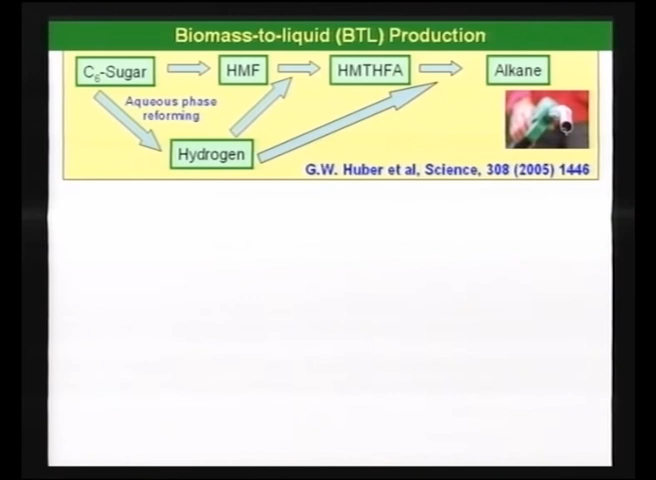 Biomass-to-liquid (BTL) Production
C6-Sugar
HMF
HMTHFA
Alkane
Aqueous phase
reforming
Hydrogen
G.W. Huber et al, Science, 308 (2005) 1446